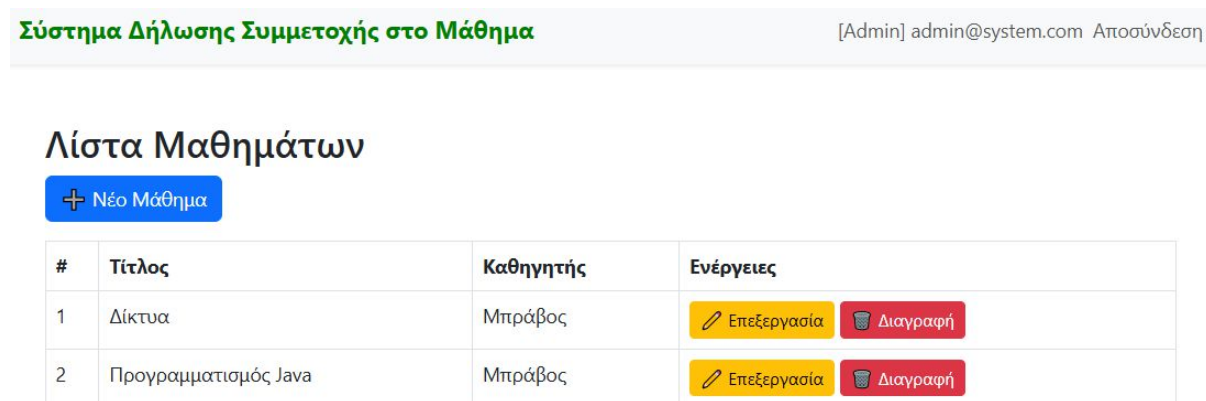 Σύστημα Δήλωσης Συμμετοχής στο Μάθημα [Admin] admin@system.com Αποσύνδεση
Λίστα Μαθημάτων
Νέο Μάθημα
# Τίτλος Καθηγητής Ενέργειες
1 Δίκτυα Μπράβος Επεξεργασία Διαγραφή
2 Προγραμματισμός Java Μπράβος Επεξεργασία Διαγραφή